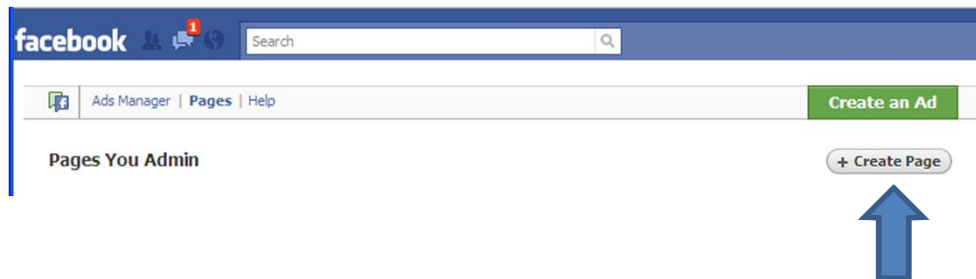 facebook 1 Search
Ads Manager | Pages | Help Create an Ad
Pages You Admin + Create Page